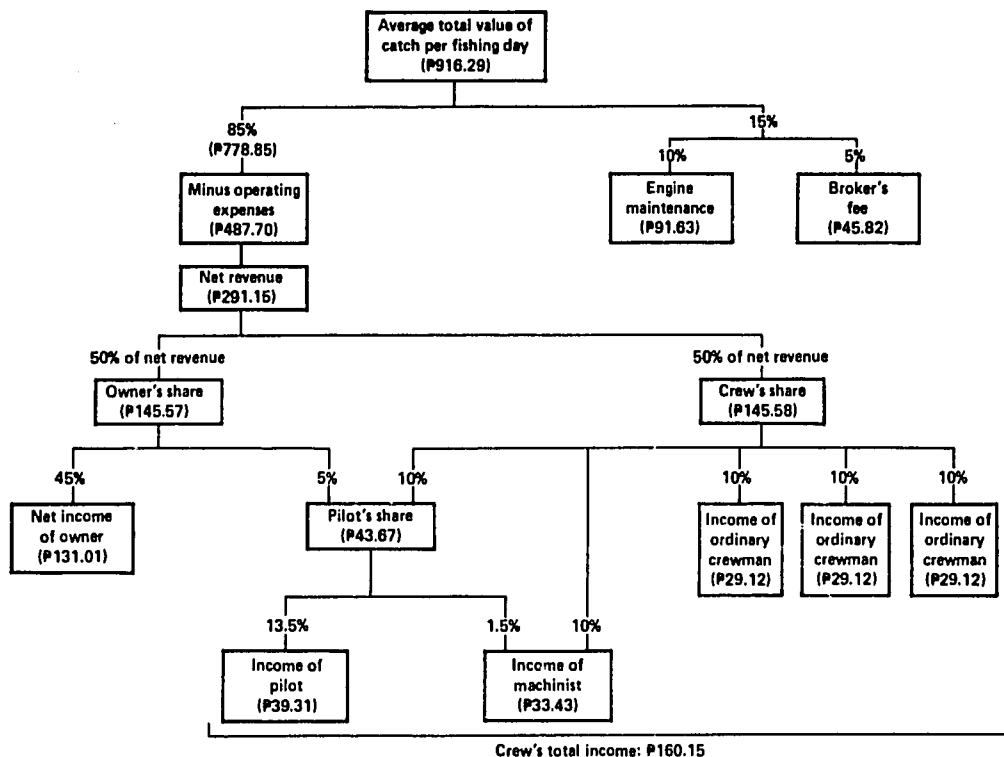 Average total value of
catch per fishing day
(₱916.29)
85%
(₱778.85)
15%
10%
5%
Minus operating
expenses
(₱487.70)
Engine
maintenance
(₱91.63)
Broker's
fee
(₱45.82)
Net revenue
(₱291.15)
50% of net revenue
50% of net revenue
Owner's share
(₱145.57)
Crew's share
(₱145.58)
45%
5%
10%
10%
10%
10%
Net income
of owner
(₱131.01)
Pilot's share
(₱43.67)
Income of
ordinary
crewman
(₱29.12)
Income of
ordinary
crewman
(₱29.12)
Income of
ordinary
crewman
(₱29.12)
13.5%
1.5%
10%
Income of
pilot
(₱39.31)
Income of
machinist
(₱33.43)
Crew's total income: ₱160.15